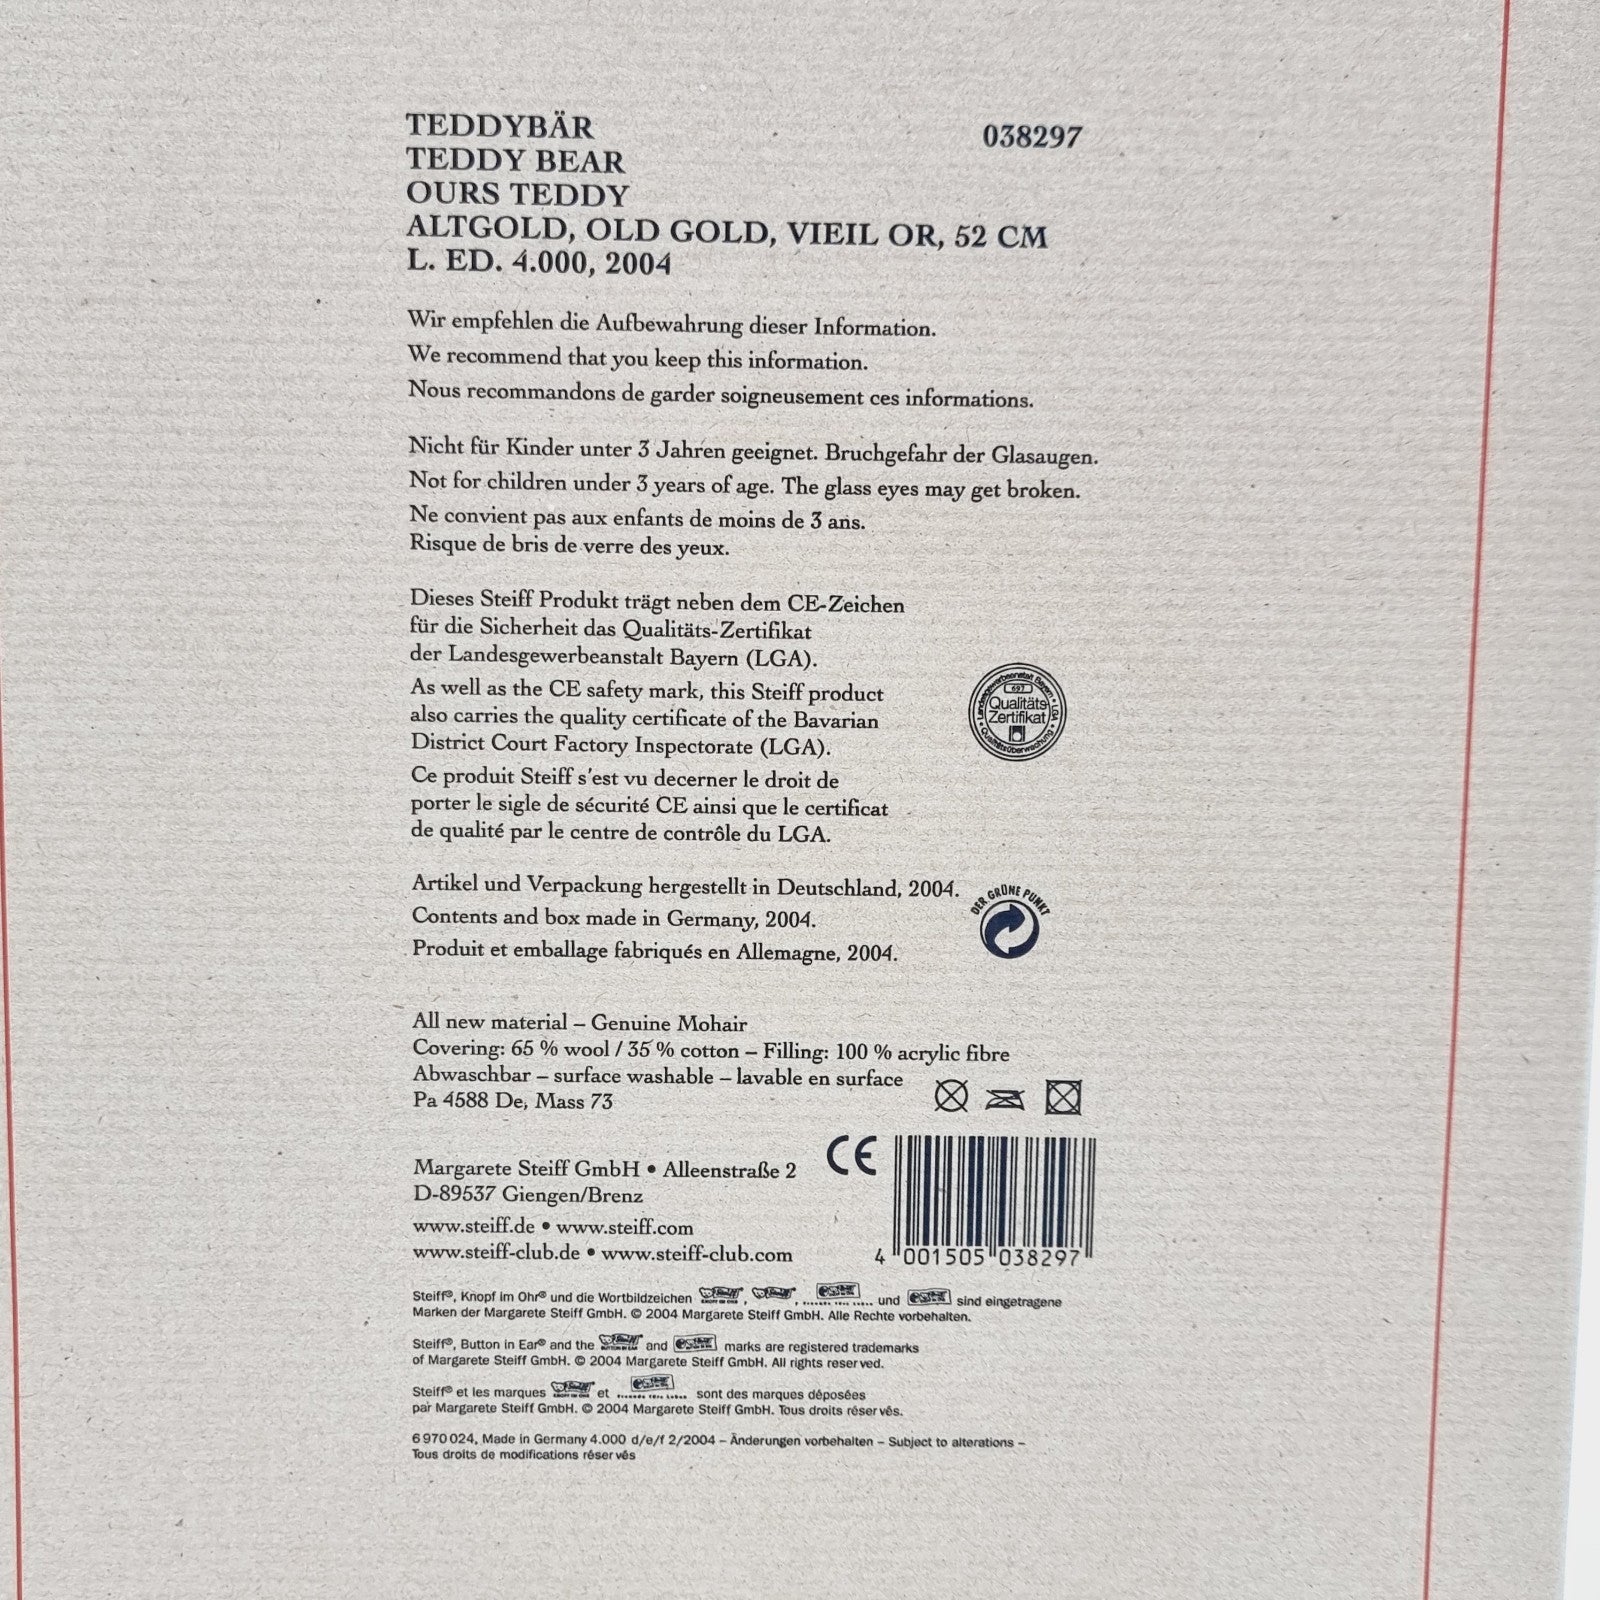 TEDDYBÄR
038297
TEDDY BEAR
OURS TEDDY
ALTGOLD, OLD GOLD, VIEIL OR, 52 CM
L. ED. 4.000, 2004
Wir empfehlen die Aufbewahrung dieser Information.
We recommend that you keep this information.
Nous recommandons de garder soigneusement ces informations.
Nicht für Kinder unter 3 Jahren geeignet. Bruchgefahr der Glasaugen.
Not for children under 3 years of age. The glass eyes may get broken.
Ne convient pas aux enfants de moins de 3 ans.
Risque de bris de verre des yeux.
Dieses Steiff Produkt trägt neben dem CE-Zeichen
für die Sicherheit das Qualitäts-Zertifikat
der Landesgewerbeanstalt Bayern (LGA).
As well as the CE safety mark, this Steiff product
also carries the quality certificate of the Bavarian
District Court Factory Inspectorate (LGA).
Landesgewerbeanstalt Bayern • LGA •
697
Qualitäts
Zertifikat
Qualitätsüberwachung
Ce produit Steiff s'est vu decerner le droit de
porter le sigle de sécurité CE ainsi que le certificat
de qualité par le centre de contrôle du LGA.
Artikel und Verpackung hergestellt in Deutschland, 2004.
Contents and box made in Germany, 2004.
Produit et emballage fabriqués en Allemagne, 2004.
DER GRÜNE PUNKT
All new material – Genuine Mohair
Covering: 65 % wool / 35 % cotton – Filling: 100 % acrylic fibre
Abwaschbar – surface washable – lavable en surface
Pa 4588 De, Mass 73
CE
Margarete Steiff GmbH • Alleenstraße 2
D-89537 Giengen/Brenz
www.steiff.de • www.steiff.com
www.steiff-club.de • www.steiff-club.com
4 001505 038297
Steiff®, Knopf im Ohr® und die Wortbildzeichen , , und sind eingetragene
Marken der Margarete Steiff GmbH. © 2004 Margarete Steiff GmbH. Alle Rechte vorbehalten.
Steiff®, Button in Ear® and the and marks are registered trademarks
of Margarete Steiff GmbH. © 2004 Margarete Steiff GmbH. All rights reserved.
Steiff® et les marques et sont des marques déposées
par Margarete Steiff GmbH. © 2004 Margarete Steiff GmbH. Tous droits réservés.
6 970 024, Made in Germany 4.000 d/e/f 2/2004 – Änderungen vorbehalten – Subject to alterations –
Tous droits de modifications réservés